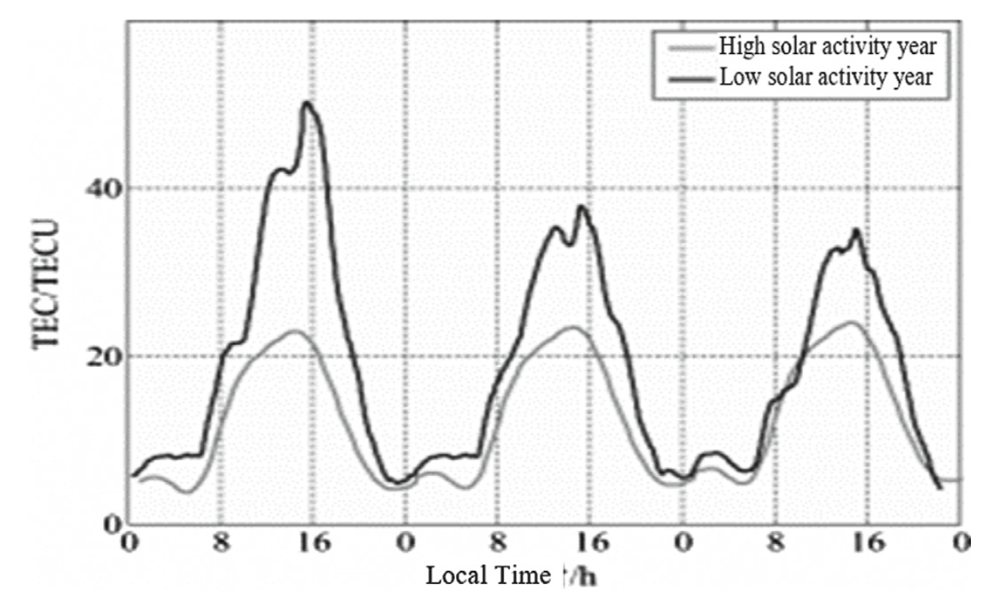 High solar activity year
Low solar activity year
40
20
0
TEC/TECU
0 8 16 0 8 16 0 8 16 0
Local Time /h